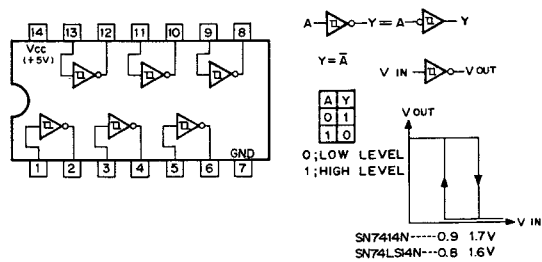 14 13 12 11 10 9 8
VCC
(+5V)
GND
1 2 3 4 5 6 7
A Y = A Y
Y = A̅
V IN V OUT
A Y
0 1
1 0
0;LOW LEVEL
1;HIGH LEVEL
V OUT
V IN
SN7414N-----0.9 1.7V
SN74LS14N---0.8 1.6V